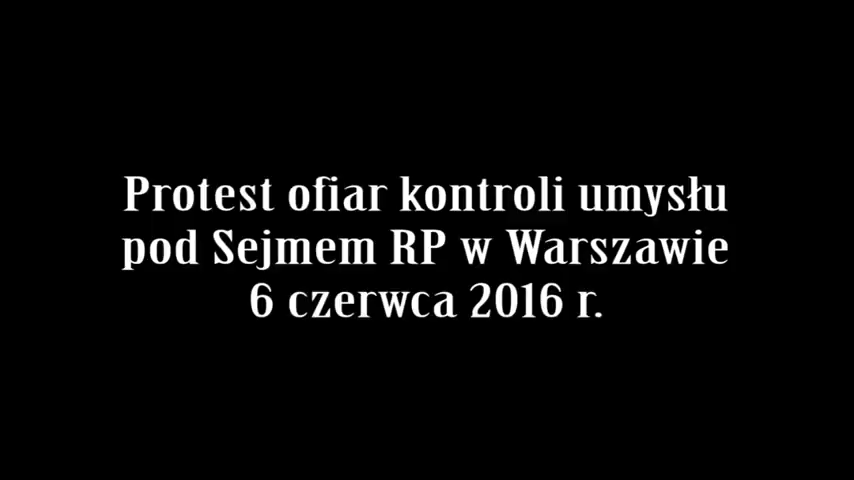 Protest ofiar kontroli umysłu
pod Sejmem RP w Warszawie
6 czerwca 2016 r.